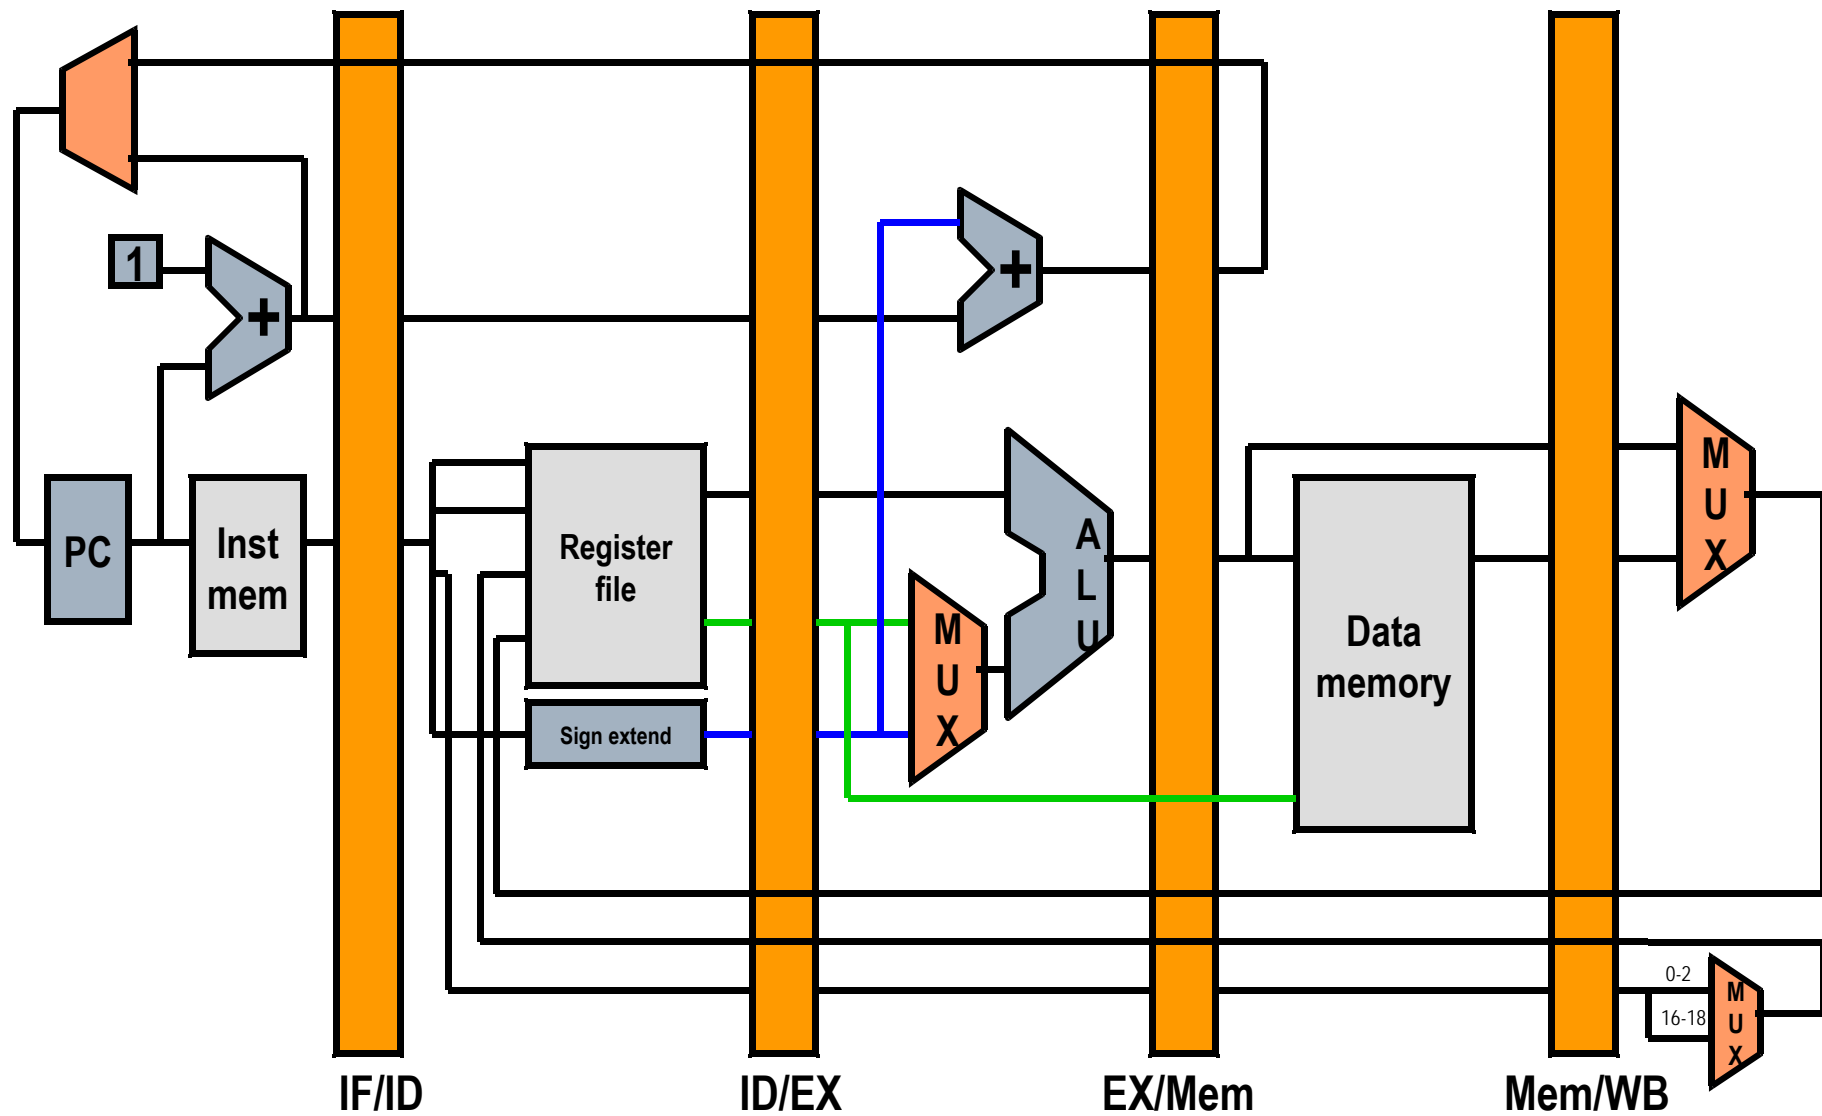 1
+
+
PC
Inst
mem
Register
file
Sign extend
M
U
X
A
L
U
Data
memory
M
U
X
0-2
16-18
M
U
X
IF/ID
ID/EX
EX/Mem
Mem/WB